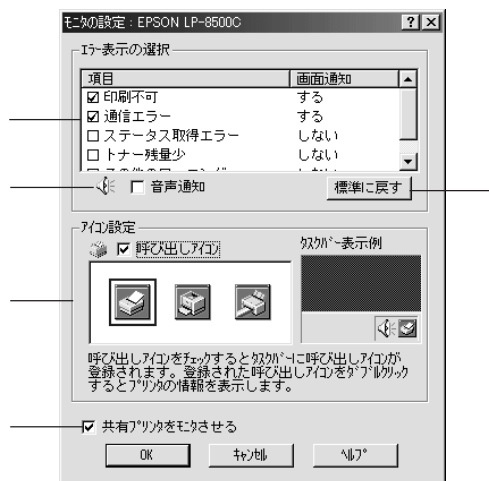 ﾓﾆﾀの設定：EPSON LP-8500C
ｴﾗｰ表示の選択
項目 画面通知
印刷不可 する
通信エラー する
ステータス取得エラー しない
トナー残量少 しない
音声通知 標準に戻す
ｱｲｺﾝ設定
呼び出しｱｲｺﾝ ﾀｽｸﾊﾞｰ表示例
呼び出しｱｲｺﾝをﾁｪｯｸするとﾀｽｸﾊﾞｰに呼び出しｱｲｺﾝが
登録されます。登録された呼び出しｱｲｺﾝをﾀﾞﾌﾞﾙｸﾘｯｸ
するとﾌﾟﾘﾝﾀの情報を表示します。
共有ﾌﾟﾘﾝﾀをﾓﾆﾀさせる
OK ｷｬﾝｾﾙ ﾍﾙﾌﾟ